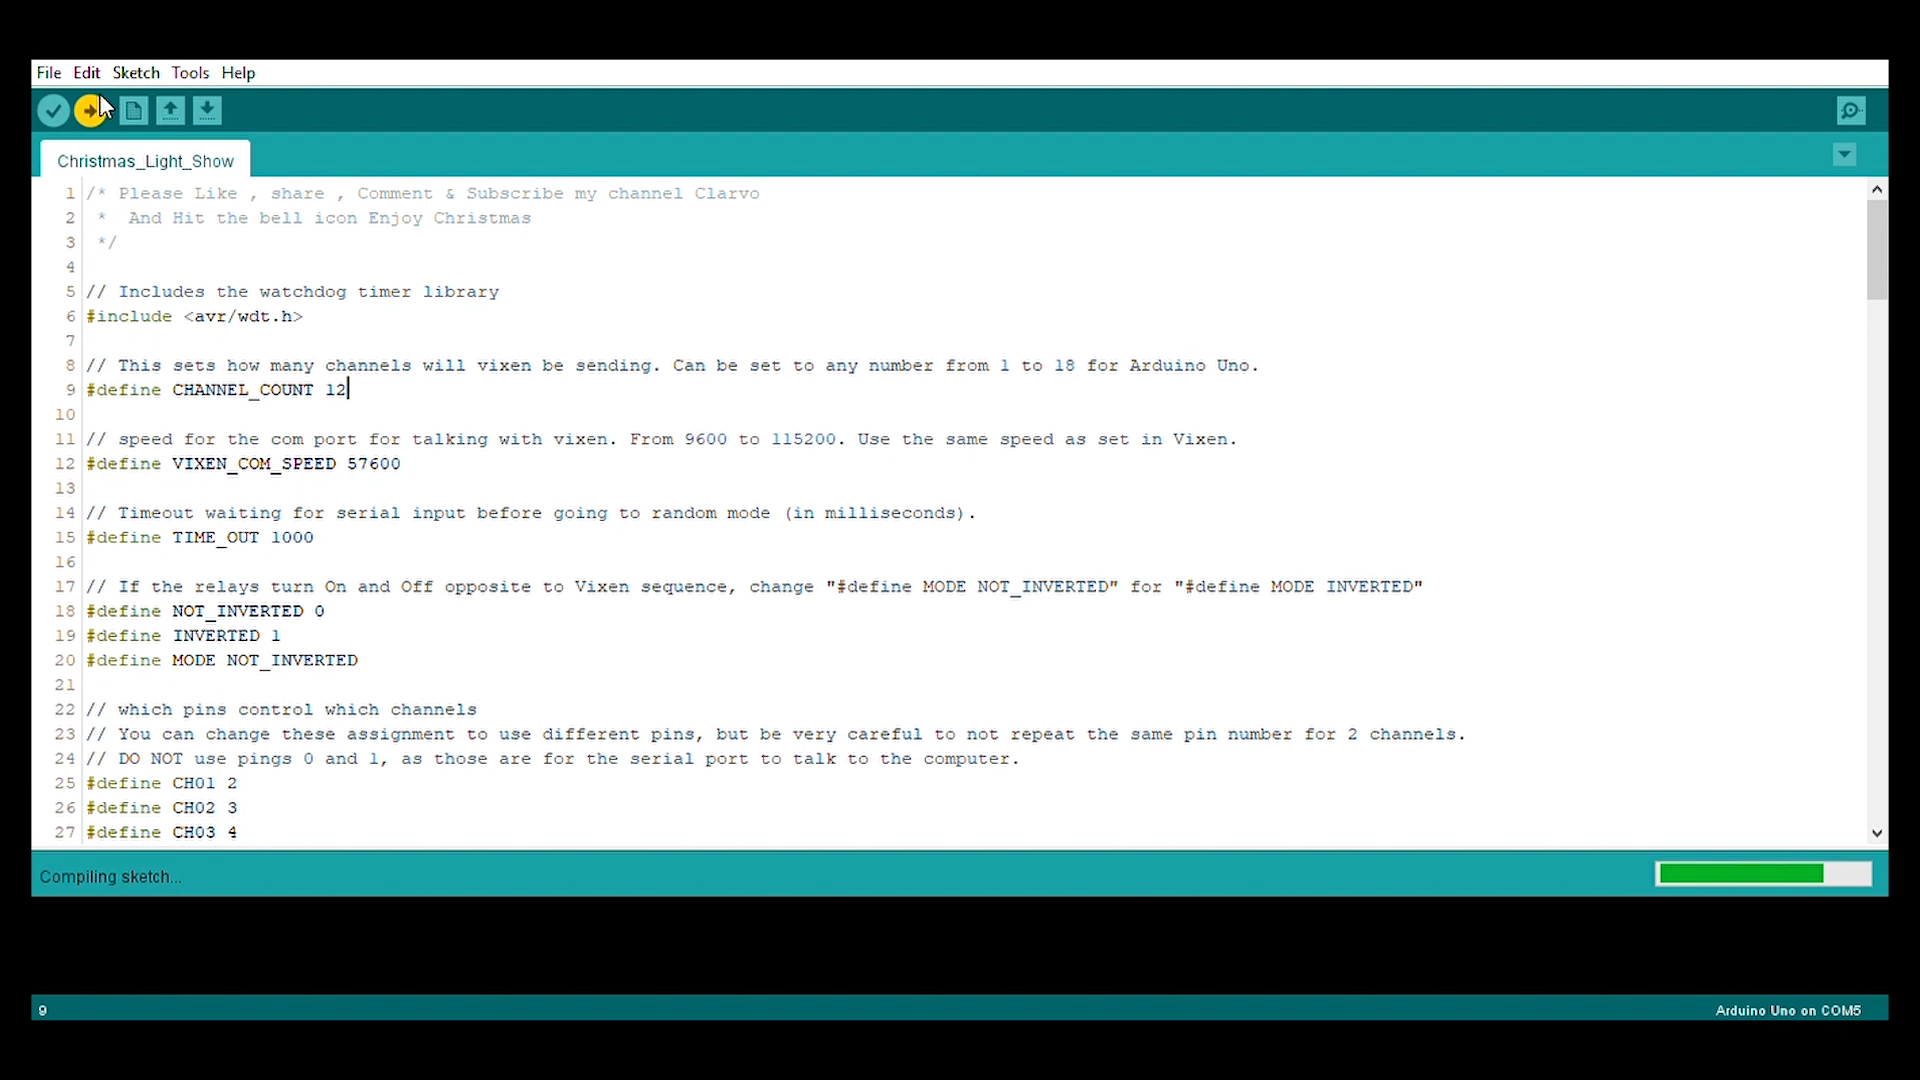 File Edit Sketch Tools Help
Christmas_Light_Show
1 /* Please Like , share , Comment & Subscribe my channel Clarvo
2  *  And Hit the bell icon Enjoy Christmas
3  */
4
5 // Includes the watchdog timer library
6 #include <avr/wdt.h>
7
8 // This sets how many channels will vixen be sending. Can be set to any number from 1 to 18 for Arduino Uno.
9 #define CHANNEL_COUNT 12
10
11 // speed for the com port for talking with vixen. From 9600 to 115200. Use the same speed as set in Vixen.
12 #define VIXEN_COM_SPEED 57600
13
14 // Timeout waiting for serial input before going to random mode (in milliseconds).
15 #define TIME_OUT 1000
16
17 // If the relays turn On and Off opposite to Vixen sequence, change "#define MODE NOT_INVERTED" for "#define MODE INVERTED"
18 #define NOT_INVERTED 0
19 #define INVERTED 1
20 #define MODE NOT_INVERTED
21
22 // which pins control which channels
23 // You can change these assignment to use different pins, but be very careful to not repeat the same pin number for 2 channels.
24 // DO NOT use pings 0 and 1, as those are for the serial port to talk to the computer.
25 #define CH01 2
26 #define CH02 3
27 #define CH03 4
Compiling sketch...
9 Arduino Uno on COM5